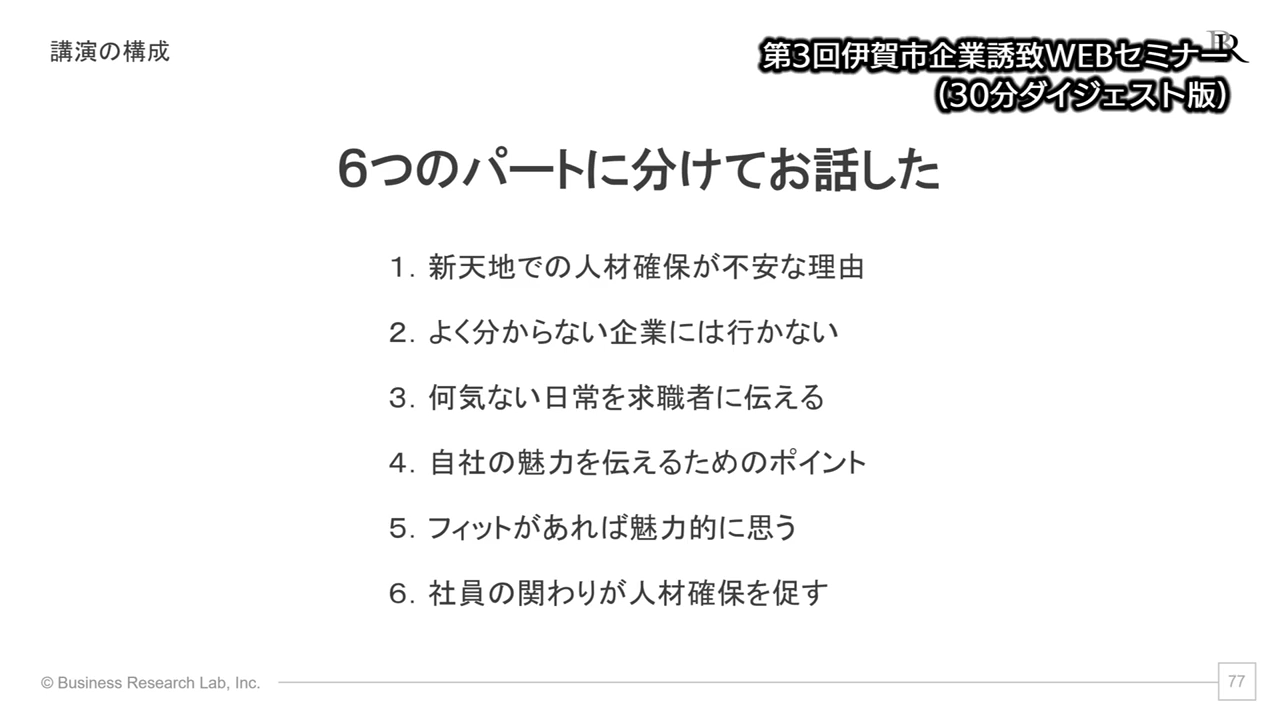 講演の構成
第3回伊賀市企業誘致WEBセミナー
(30分ダイジェスト版)
6つのパートに分けてお話した
1. 新天地での人材確保が不安な理由
2. よく分からない企業には行かない
3. 何気ない日常を求職者に伝える
4. 自社の魅力を伝えるためのポイント
5. フィットがあれば魅力的に思う
6. 社員の関わりが人材確保を促す
© Business Research Lab, Inc.
77